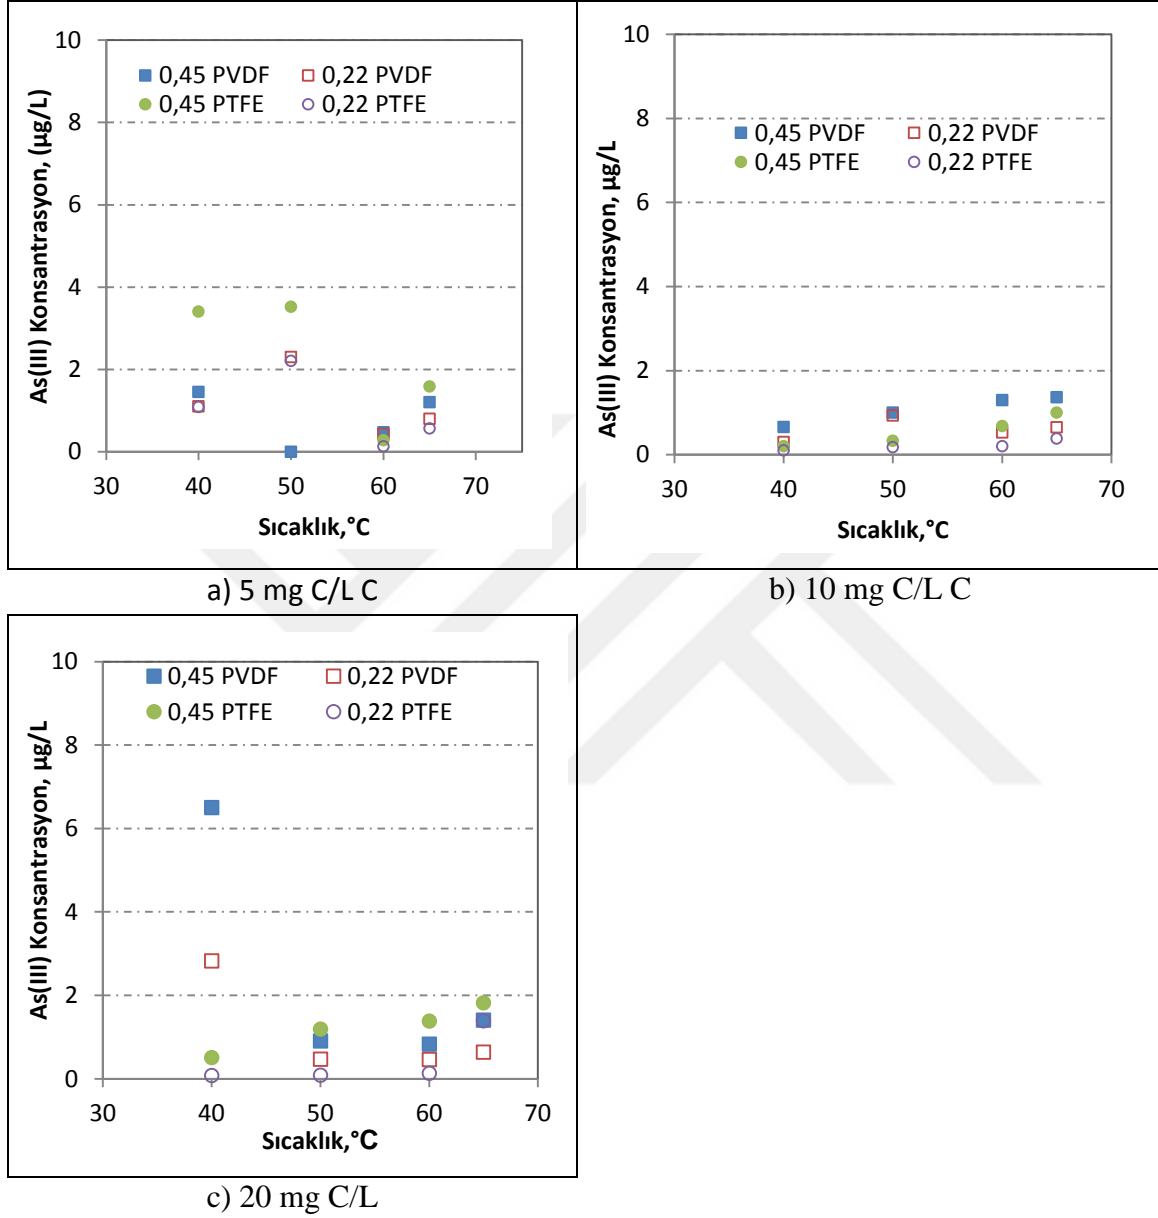 10
8
6
4
2
0
30 40 50 60 70
0,45 PVDF 0,22 PVDF
0,45 PTFE 0,22 PTFE
As(III) Konsantrasyon, (µg/L)
Sıcaklık,°C
a) 5 mg C/L C
10
8
6
4
2
0
30 40 50 60 70
0,45 PVDF 0,22 PVDF
0,45 PTFE 0,22 PTFE
As(III) Konsantrasyon, µg/L
Sıcaklık,°C
b) 10 mg C/L C
10
8
6
4
2
0
30 40 50 60 70
0,45 PVDF 0,22 PVDF
0,45 PTFE 0,22 PTFE
As(III) Konsantrasyon, µg/L
Sıcaklık,°C
c) 20 mg C/L